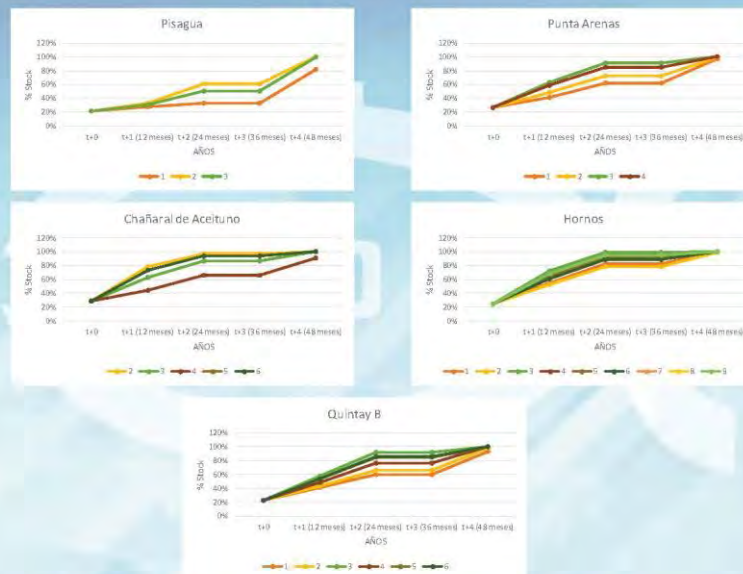 Pisagua
120%
100%
80%
60%
40%
20%
0%
% Stock
t+0 t+1 (12 meses) t+2 (24 meses) t+3 (36 meses) t+4 (48 meses)
AÑOS
1 2 3
Punta Arenas
120%
100%
80%
60%
40%
20%
0%
% Stock
t+0 t+1 (12 meses) t+2 (24 meses) t+3 (36 meses) t+4 (48 meses)
AÑOS
1 2 3 4
Chañaral de Aceituno
120%
100%
80%
60%
40%
20%
0%
% Stock
t+0 t+1 (12 meses) t+2 (24 meses) t+3 (36 meses) t+4 (48 meses)
AÑOS
2 3 4 5 6
Hornos
120%
100%
80%
60%
40%
20%
0%
% Stock
t+0 t+1 (12 meses) t+2 (24 meses) t+3 (36 meses) t+4 (48 meses)
AÑOS
1 2 3 4 5 6 7 8 9
Quintay B
120%
100%
80%
60%
40%
20%
0%
% Stock
t+0 t+1 (12 meses) t+2 (24 meses) t+3 (36 meses) t+4 (48 meses)
AÑOS
1 2 3 4 5 6